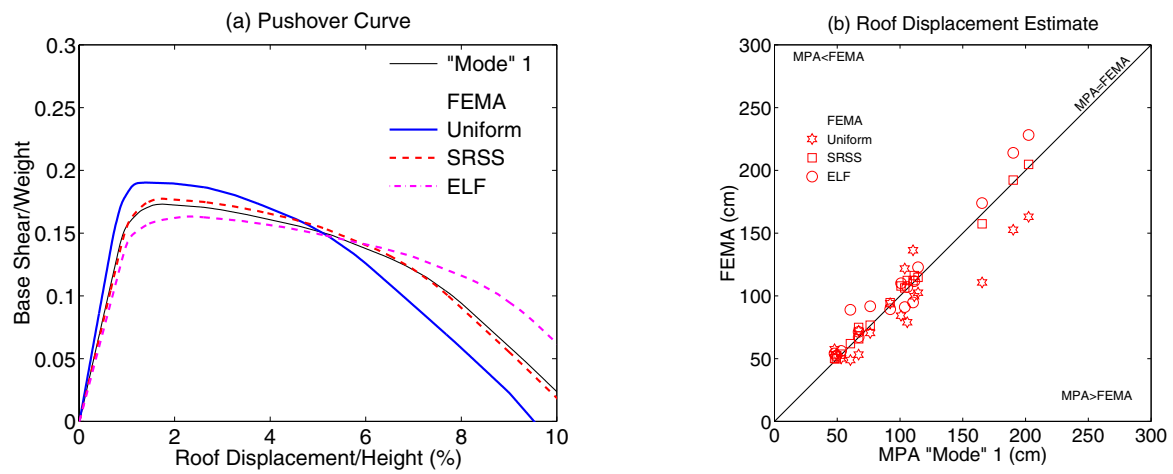 (a) Pushover Curve
Base Shear/Weight
0.3
0.25
0.2
0.15
0.1
0.05
0
"Mode" 1
FEMA
Uniform
SRSS
ELF
0 2 4 6 8 10
Roof Displacement/Height (%)
(b) Roof Displacement Estimate
FEMA (cm)
300
250
200
150
100
50
0
MPA<FEMA
MPA=FEMA
FEMA
Uniform
SRSS
ELF
MPA>FEMA
0 50 100 150 200 250 300
MPA "Mode" 1 (cm)